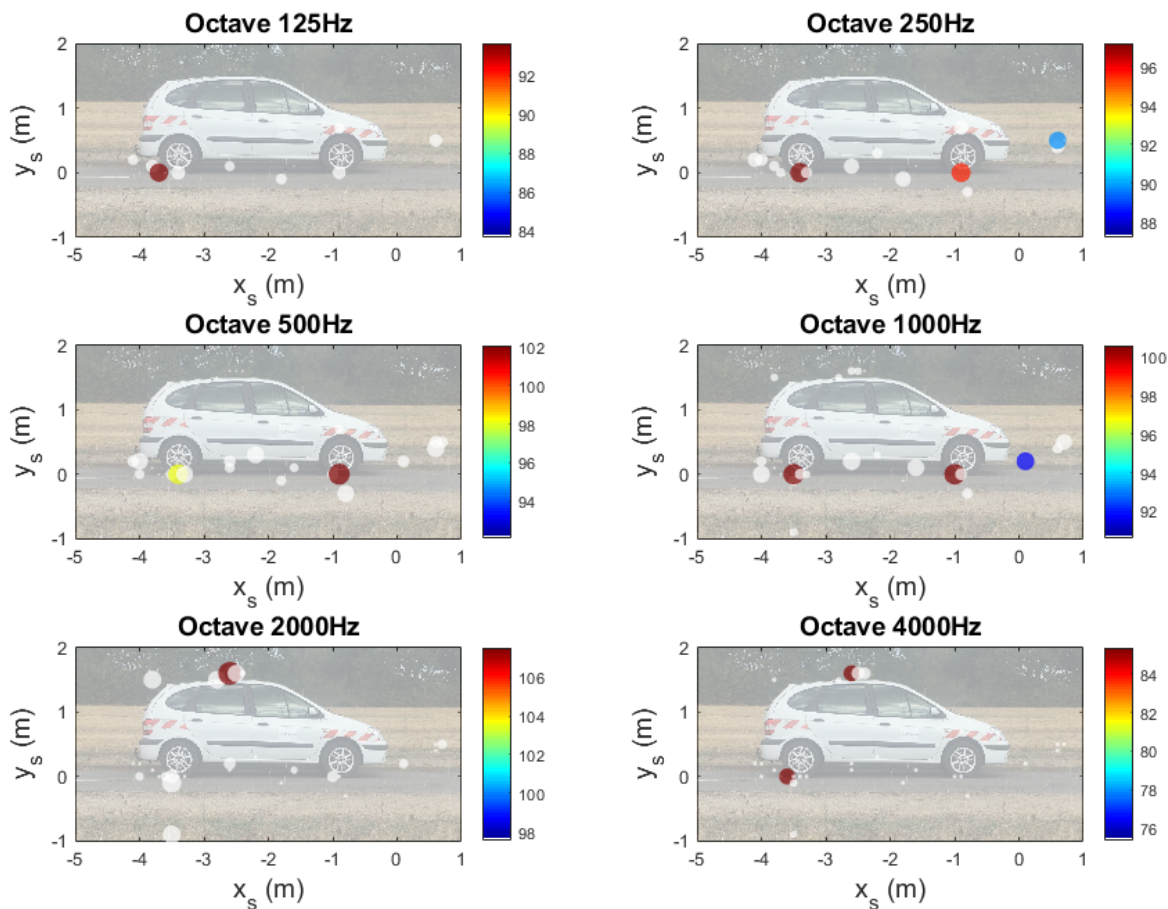 Octave 125Hz
2
1
0
-1
y_s (m)
-5 -4 -3 -2 -1 0 1
x_s (m)
92
90
88
86
84
Octave 250Hz
2
1
0
-1
y_s (m)
-5 -4 -3 -2 -1 0 1
x_s (m)
96
94
92
90
88
Octave 500Hz
2
1
0
-1
y_s (m)
-5 -4 -3 -2 -1 0 1
x_s (m)
102
100
98
96
94
Octave 1000Hz
2
1
0
-1
y_s (m)
-5 -4 -3 -2 -1 0 1
x_s (m)
100
98
96
94
92
Octave 2000Hz
2
1
0
-1
y_s (m)
-5 -4 -3 -2 -1 0 1
x_s (m)
106
104
102
100
98
Octave 4000Hz
2
1
0
-1
y_s (m)
-5 -4 -3 -2 -1 0 1
x_s (m)
84
82
80
78
76